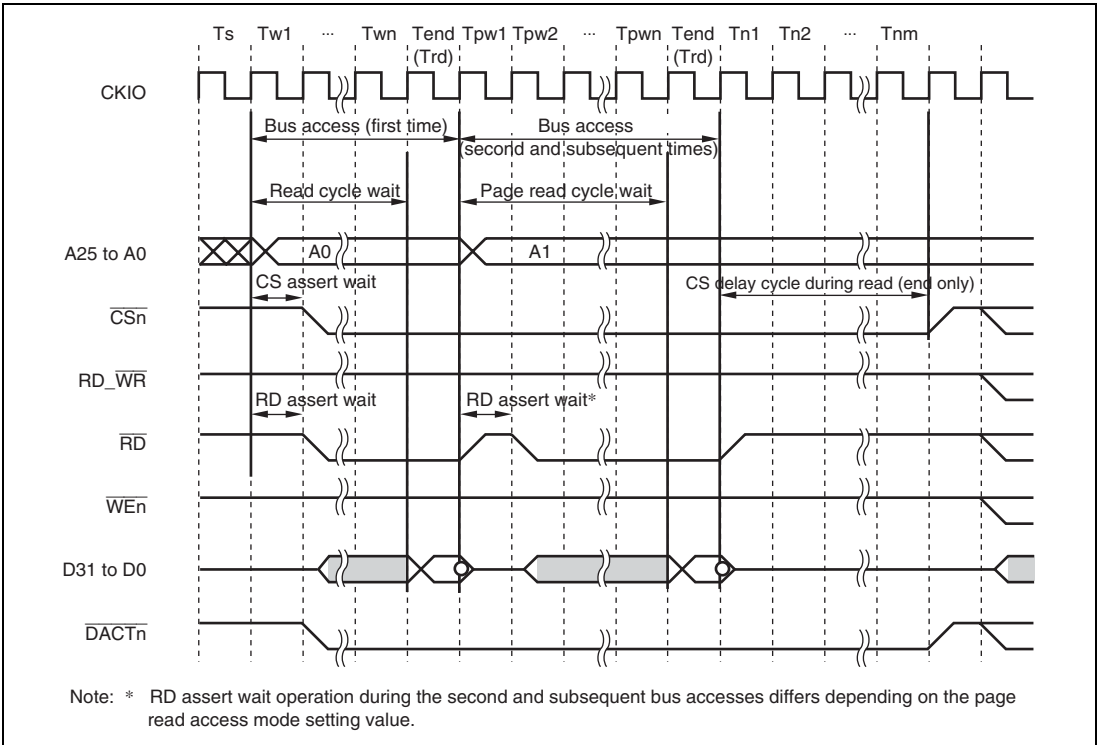 Ts Tw1 ··· Twn Tend Tpw1 Tpw2 ··· Tpwn Tend Tn1 Tn2 ··· Tnm
(Trd) (Trd)
CKIO
Bus access (first time) Bus access
(second and subsequent times)
Read cycle wait Page read cycle wait
A25 to A0 A0 A1
CS assert wait CS delay cycle during read (end only)
CSn
RD_WR
RD assert wait RD assert wait*
RD
WEn
D31 to D0
DACTn
Note: * RD assert wait operation during the second and subsequent bus accesses differs depending on the page
read access mode setting value.